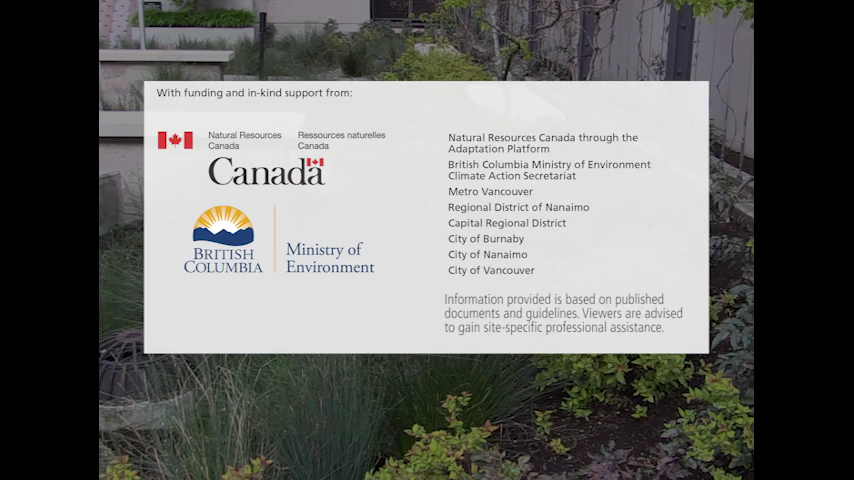 With funding and in-kind support from:
Natural Resources
Canada
Ressources naturelles
Canada
Canada
BRITISH
COLUMBIA
Ministry of
Environment
Natural Resources Canada through the
Adaptation Platform
British Columbia Ministry of Environment
Climate Action Secretariat
Metro Vancouver
Regional District of Nanaimo
Capital Regional District
City of Burnaby
City of Nanaimo
City of Vancouver
Information provided is based on published
documents and guidelines. Viewers are advised
to gain site-specific professional assistance.